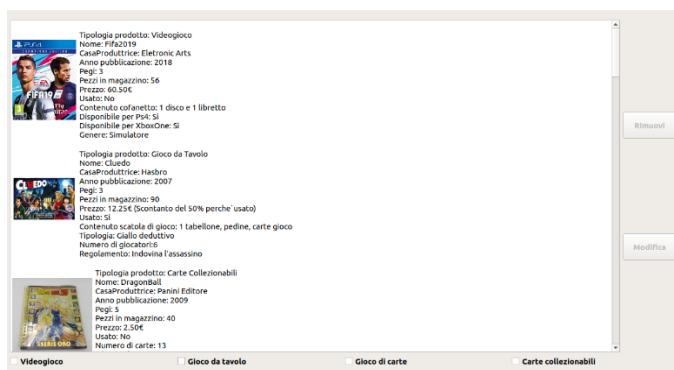 Tipologia prodotto: Videogioco
Nome: Fifa2019
CasaProduttrice: Eletronic Arts
Anno pubblicazione: 2018
Pegi: 3
Pezzi in magazzino: 56
Prezzo: 60.50€
Usato: No
Contenuto cofanetto: 1 disco e 1 libretto
Disponibile per Ps4: Si
Disponibile per XboxOne: Si
Genere: Simulatore
PS4
FIFA19
Rimuovi
Tipologia prodotto: Gioco da Tavolo
Nome: Cluedo
CasaProduttrice: Hasbro
Anno pubblicazione: 2007
Pegi: 3
Pezzi in magazzino: 90
Prezzo: 12.25€ (Scontanto del 50% perche`usato)
Usato: Si
Contenuto scatola di gioco: 1 tabellone, pedine, carte gioco
Tipologia: Giallo deduttivo
Numero di giocatori:6
Regolamento: Indovina l'assassino
CLUEDO
Modifica
Tipologia prodotto: Carte Collezionabili
Nome: DragonBall
CasaProduttrice: Panini Editore
Anno pubblicazione: 2009
Pegi: 5
Pezzi in magazzino: 40
Prezzo: 2.50€
Usato: No
Numero di carte: 13
SERIE ORO
Videogioco
Gioco da tavolo
Gioco di carte
Carte collezionabili